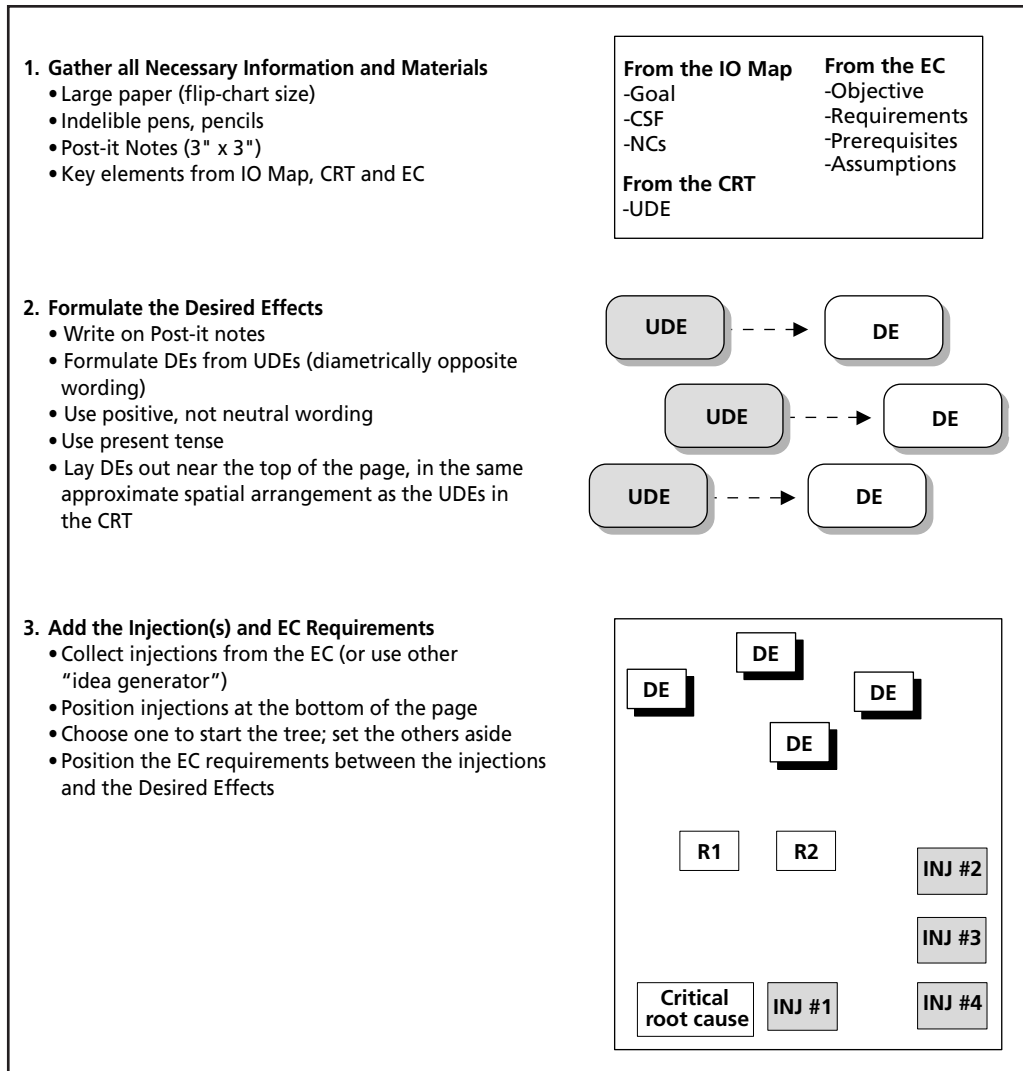 1. Gather all Necessary Information and Materials
• Large paper (flip-chart size)
• Indelible pens, pencils
• Post-it Notes (3" x 3")
• Key elements from IO Map, CRT and EC
From the IO Map
-Goal
-CSF
-NCs
From the CRT
-UDE
From the EC
-Objective
-Requirements
-Prerequisites
-Assumptions
2. Formulate the Desired Effects
• Write on Post-it notes
• Formulate DEs from UDEs (diametrically opposite
wording)
• Use positive, not neutral wording
• Use present tense
• Lay DEs out near the top of the page, in the same
approximate spatial arrangement as the UDEs in
the CRT
UDE
DE
UDE
DE
UDE
DE
3. Add the Injection(s) and EC Requirements
• Collect injections from the EC (or use other
“idea generator”)
• Position injections at the bottom of the page
• Choose one to start the tree; set the others aside
• Position the EC requirements between the injections
and the Desired Effects
DE
DE
DE
DE
R1
R2
INJ #2
INJ #3
Critical
root cause
INJ #1
INJ #4